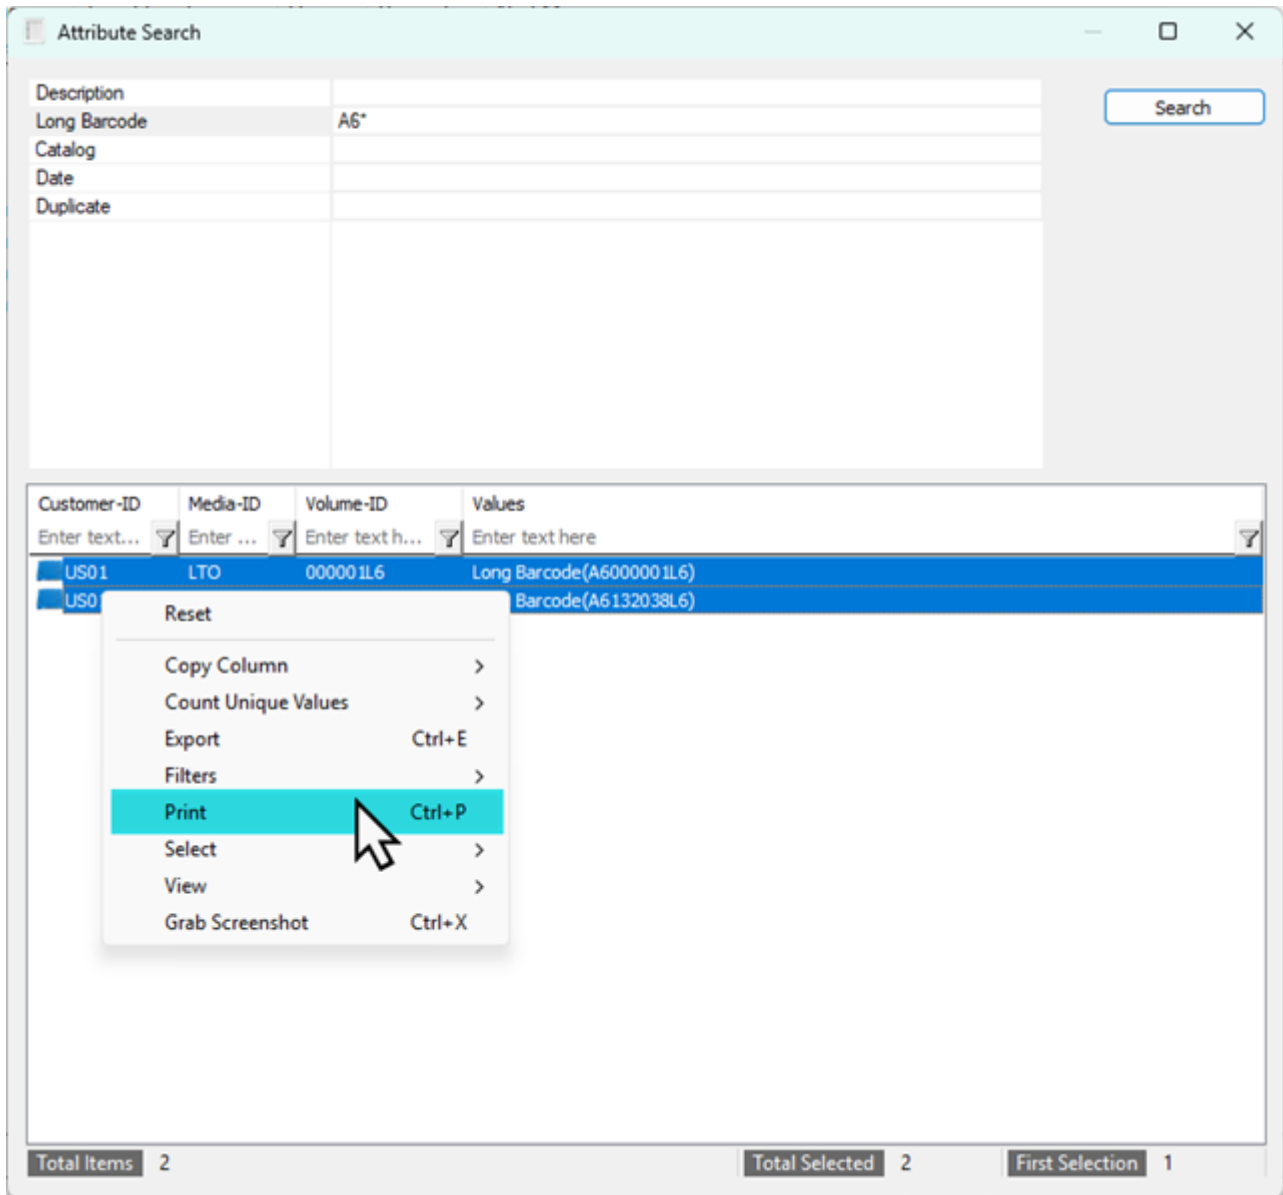 Attribute Search
Description
Long Barcode A6*
Search
Catalog
Date
Duplicate
Customer-ID Media-ID Volume-ID Values
Enter text... Enter ... Enter text h... Enter text here
US01 LTO 000001L6 Long Barcode(A6000001L6)
US0 Barcode(A6132038L6)
Reset
Copy Column
Count Unique Values
Export Ctrl+E
Filters
Print Ctrl+P
Select
View
Grab Screenshot Ctrl+X
Total Items 2 Total Selected 2 First Selection 1